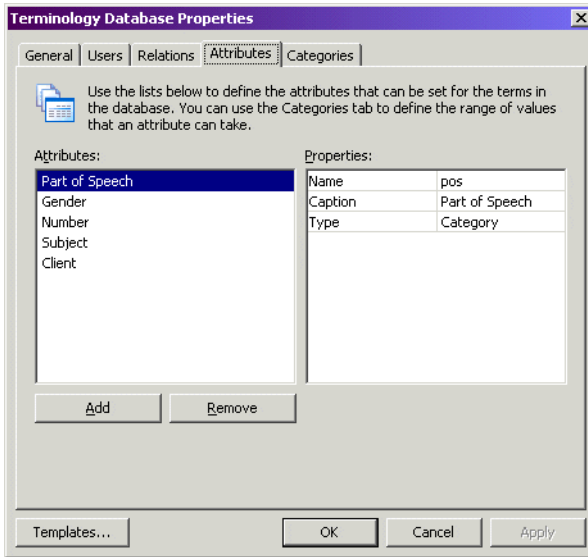 Terminology Database Properties
General Users Relations Attributes Categories
Use the lists below to define the attributes that can be set for the terms in
the database. You can use the Categories tab to define the range of values
that an attribute can take.
Attributes:
Part of Speech
Gender
Number
Subject
Client
Properties:
Name pos
Caption Part of Speech
Type Category
Add Remove
Templates... OK Cancel Apply